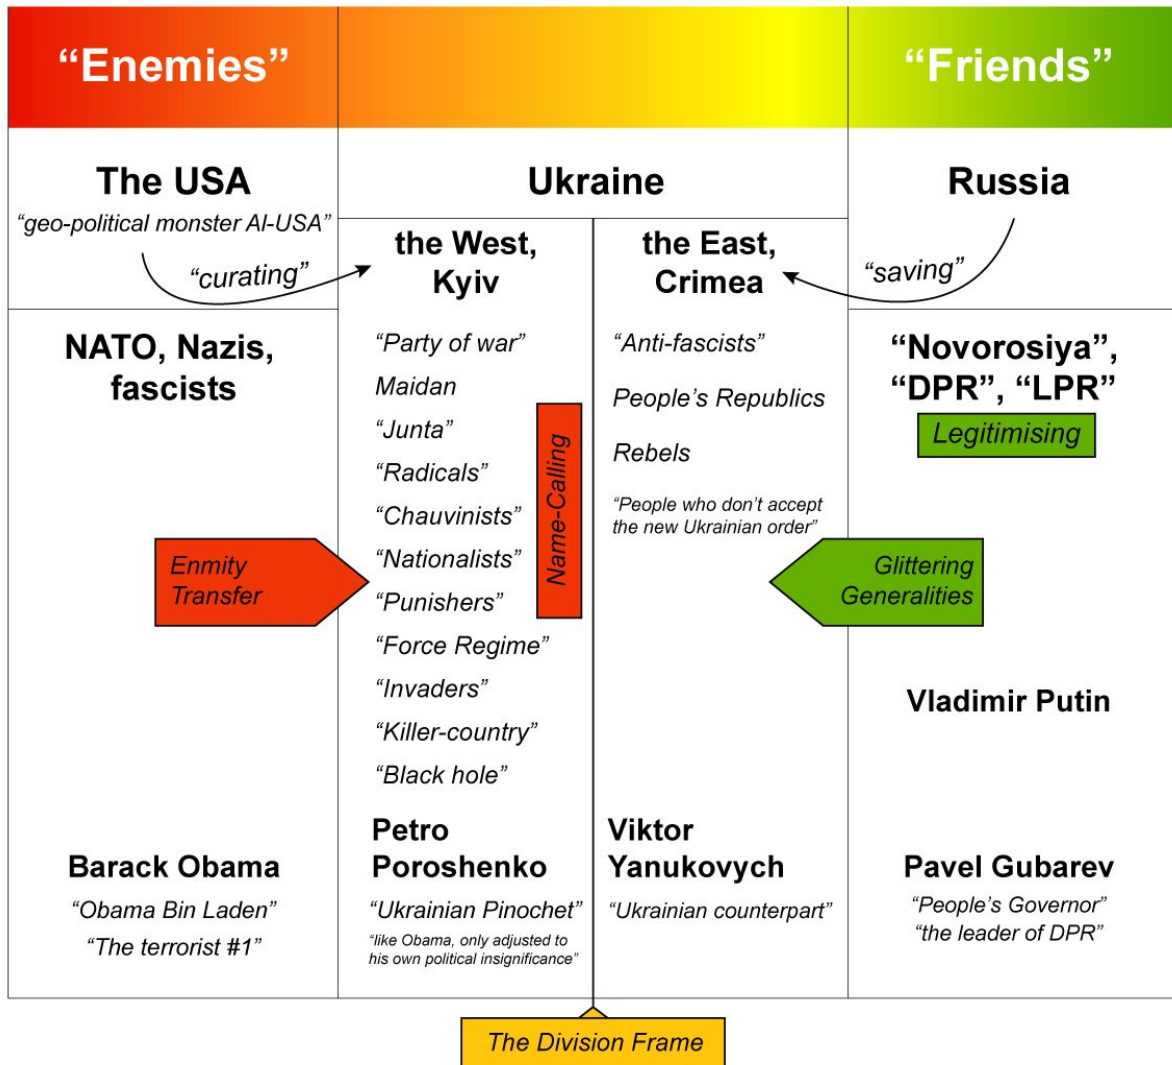 “Enemies”
“Friends”
The USA
“geo-political monster Al-USA”
“curating”
Ukraine
Russia
“saving”
the West,
Kyiv
the East,
Crimea
NATO, Nazis,
fascists
“Party of war”
Maidan
“Junta”
“Radicals”
“Chauvinists”
“Nationalists”
“Punishers”
“Force Regime”
“Invaders”
“Killer-country”
“Black hole”
Name-Calling
“Anti-fascists”
People’s Republics
Rebels
“People who don’t accept
the new Ukrainian order”
“Novorosiya”,
“DPR”, “LPR”
Legitimising
Enmity
Transfer
Glittering
Generalities
Vladimir Putin
Barack Obama
“Obama Bin Laden”
“The terrorist #1”
Petro
Poroshenko
“Ukrainian Pinochet”
“like Obama, only adjusted to
his own political insignificance”
Viktor
Yanukovych
“Ukrainian counterpart”
Pavel Gubarev
“People’s Governor”
“the leader of DPR”
The Division Frame